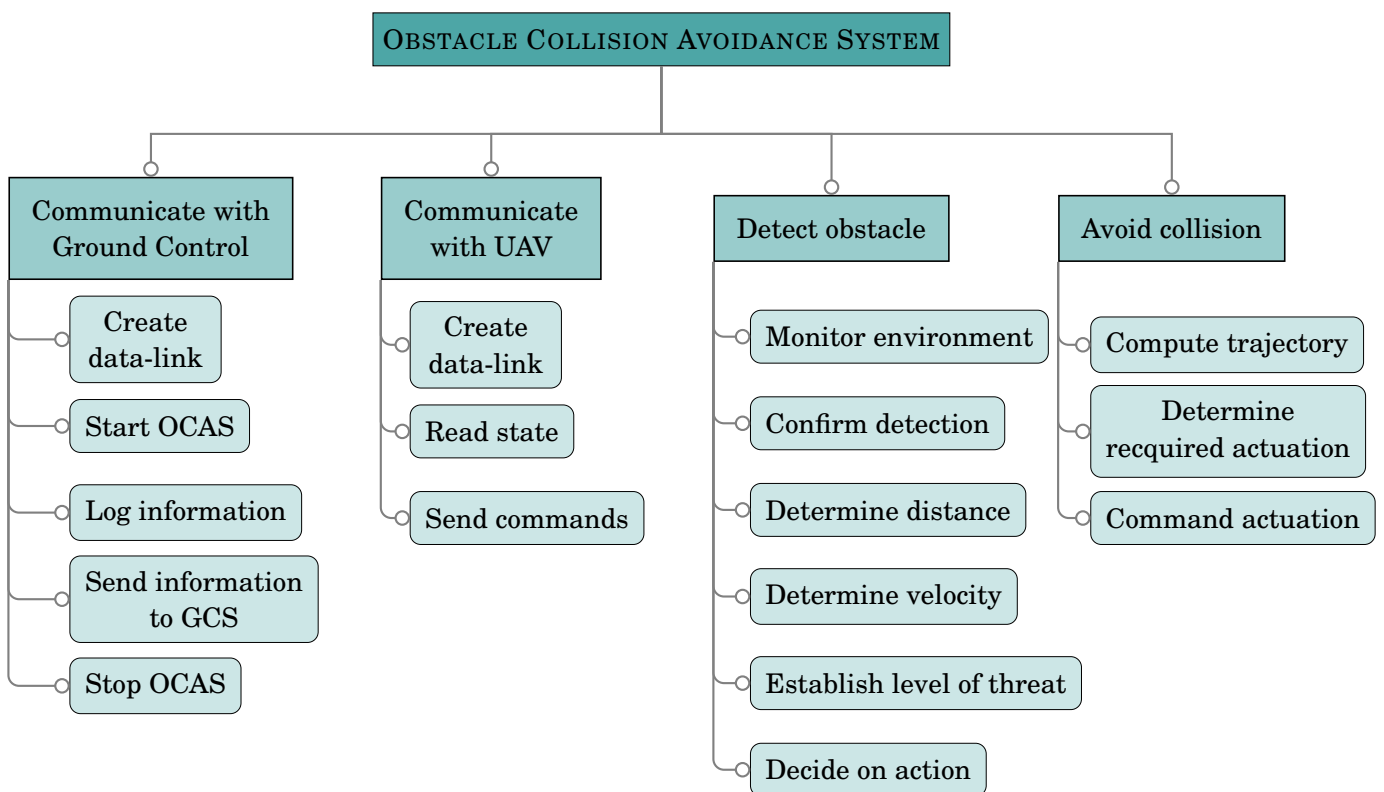 OBSTACLE COLLISION AVOIDANCE SYSTEM
Communicate with
Ground Control
Create
data-link
Start OCAS
Log information
Send information
to GCS
Stop OCAS
Communicate
with UAV
Create
data-link
Read state
Send commands
Detect obstacle
Monitor environment
Confirm detection
Determine distance
Determine velocity
Establish level of threat
Decide on action
Avoid collision
Compute trajectory
Determine
recquired actuation
Command actuation